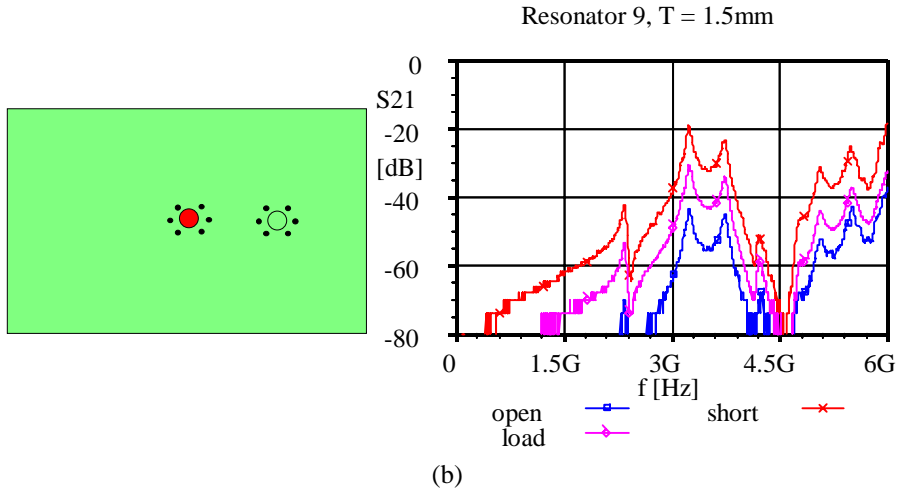 Resonator 9, T = 1.5mm
0
S21
-20
[dB]
-40
-60
-80
0 1.5G 3G 4.5G 6G
f [Hz]
open short
load
(b)